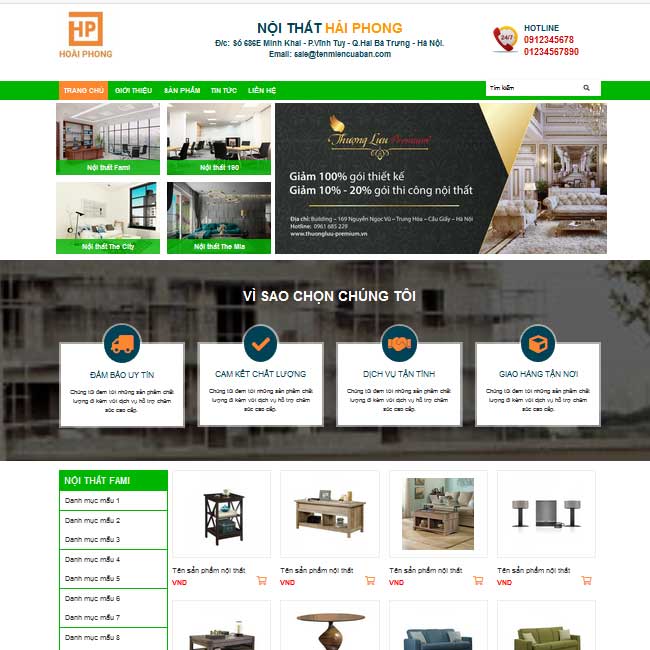 HP
HOÀI PHONG
NỘI THẤT HẢI PHONG
Đ/c: Số 686E Minh Khai - P.Vĩnh Tuy - Q.Hai Bà Trưng - Hà Nội.
Email: sale@tenmiencuaban.com
24/7
HOTLINE
0912345678
01234567890
TRANG CHỦ GIỚI THIỆU SẢN PHẨM TIN TỨC LIÊN HỆ
Tìm kiếm
Nội thất Fami
Nội thất 190
Nội thất The City
Nội thất The Mia
Thượng Lưu Premium
Giảm 100% gói thiết kế
Giảm 10% - 20% gói thi công nội thất
Địa chỉ: Building – 169 Nguyễn Ngọc Vũ – Trung Hòa – Cầu Giấy – Hà Nội
Hotline: 0961 685 229
www.thuongluu-premium.vn
VÌ SAO CHỌN CHÚNG TÔI
ĐẢM BẢO UY TÍN
Chúng tôi đem tới những sản phẩm chất
lượng đi kèm với dịch vụ hỗ trợ chăm
sóc cao cấp.
CAM KẾT CHẤT LƯỢNG
Chúng tôi đem tới những sản phẩm chất
lượng đi kèm với dịch vụ hỗ trợ chăm
sóc cao cấp.
DỊCH VỤ TẬN TÌNH
Chúng tôi đem tới những sản phẩm chất
lượng đi kèm với dịch vụ hỗ trợ chăm
sóc cao cấp.
GIAO HÀNG TẬN NƠI
Chúng tôi đem tới những sản phẩm chất
lượng đi kèm với dịch vụ hỗ trợ chăm
sóc cao cấp.
NỘI THẤT FAMI
Danh mục mẫu 1
Danh mục mẫu 2
Danh mục mẫu 3
Danh mục mẫu 4
Danh mục mẫu 5
Danh mục mẫu 6
Danh mục mẫu 7
Danh mục mẫu 8
Tên sản phẩm nội thất
VND
Tên sản phẩm nội thất
VND
Tên sản phẩm nội thất
VND
Tên sản phẩm nội thất
VND